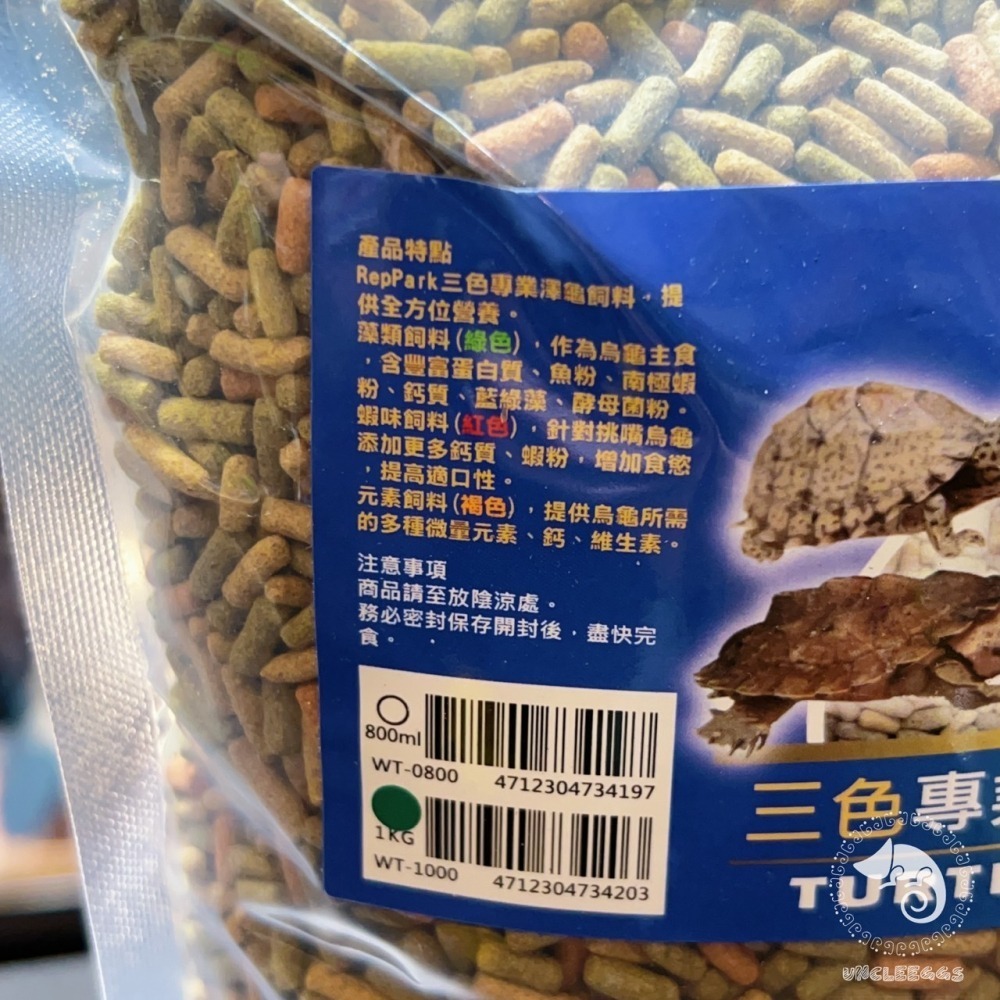 產品特點
RepPark三色專業澤龜飼料，提
供全方位營養。
藻類飼料(綠色)，作為烏龜主食
，含豐富蛋白質、魚粉、南極蝦
粉、鈣質、藍綠藻、酵母菌粉。
蝦味飼料(紅色)，針對挑嘴烏龜
添加更多鈣質、蝦粉，增加食慾
，提高適口性。
元素飼料(褐色)，提供烏龜所需
的多種微量元素、鈣、維生素。
注意事項
商品請至放陰涼處。
務必密封保存開封後，盡快完
食。
800ml
WT-0800 4712304734197
1KG
WT-1000 4712304734203
三色專
TURT
UNCLEEGGS